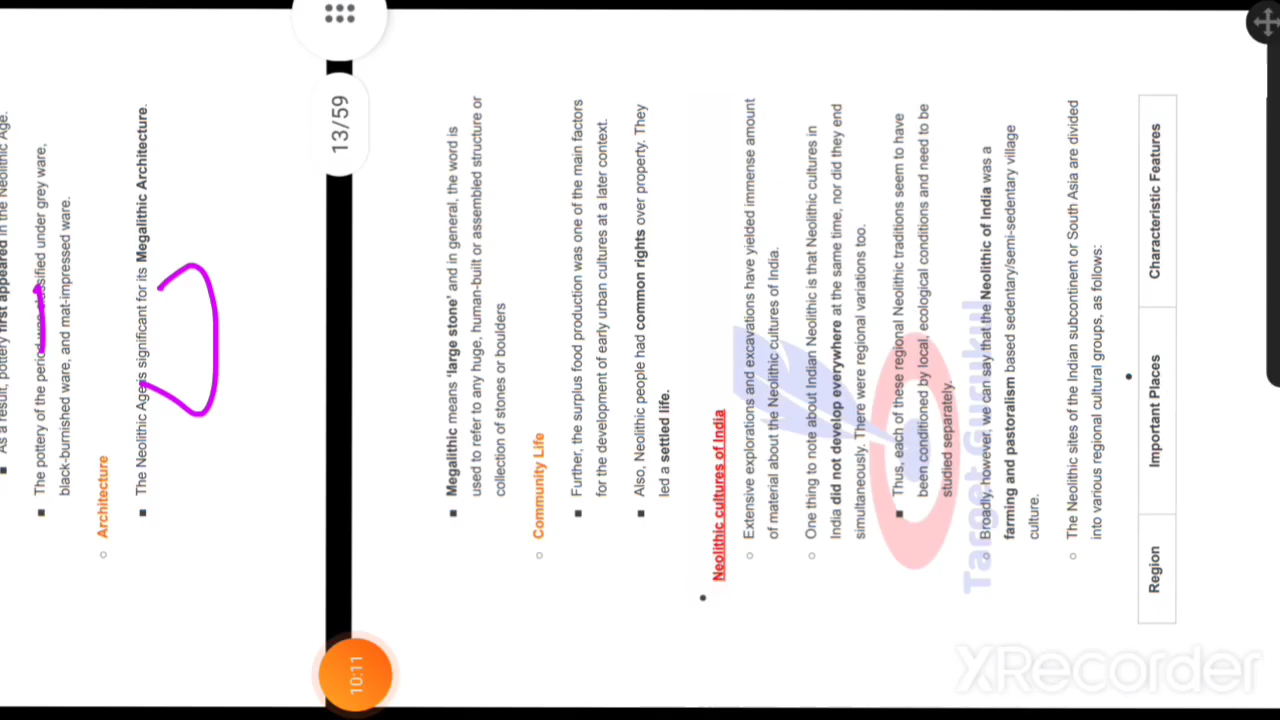 As a result, pottery first appeared in the Neolithic Age.
■ The pottery of the period was classified under grey ware,
black-burnished ware, and mat-impressed ware.
○ Architecture
■ The Neolithic Age is significant for its Megalithic Architecture.
13/59
10:11
■ Megalithic means 'large stone' and in general, the word is
used to refer to any huge, human-built or assembled structure or
collection of stones or boulders
○ Community Life
■ Further, the surplus food production was one of the main factors
for the development of early urban cultures at a later context.
■ Also, Neolithic people had common rights over property. They
led a settled life.
● Neolithic cultures of India
○ Extensive explorations and excavations have yielded immense amount
of material about the Neolithic cultures of India.
○ One thing to note about Indian Neolithic is that Neolithic cultures in
India did not develop everywhere at the same time, nor did they end
simultaneously. There were regional variations too.
■ Thus, each of these regional Neolithic traditions seem to have
been conditioned by local, ecological conditions and need to be
studied separately.
○ Broadly, however, we can say that the Neolithic of India was a
farming and pastoralism based sedentary/semi-sedentary village
culture.
○ The Neolithic sites of the Indian subcontinent or South Asia are divided
into various regional cultural groups, as follows:
Region Important Places Characteristic Features
Target Gurukul
XRecorder